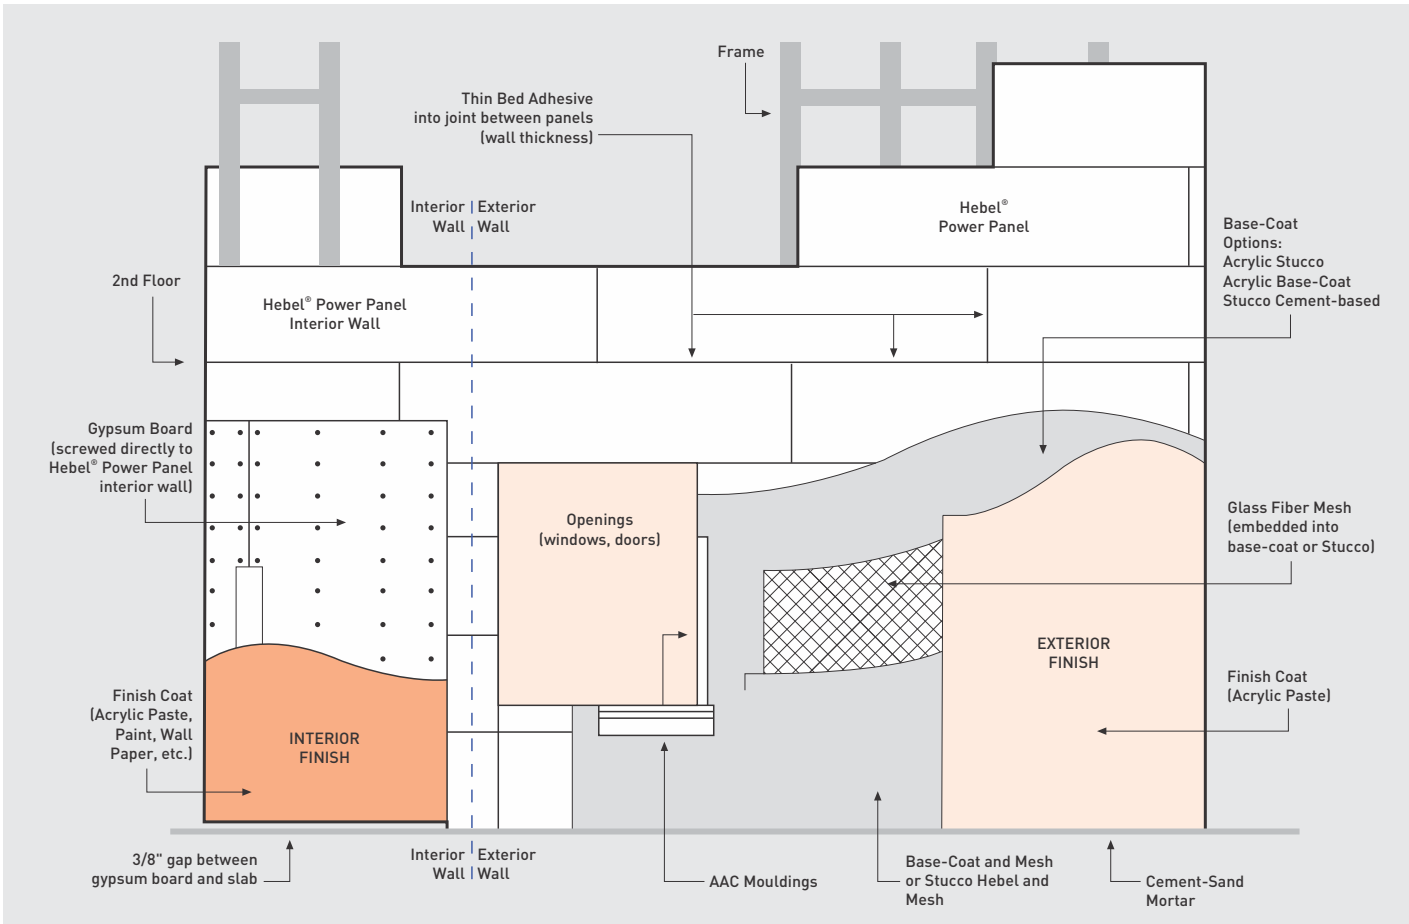 Frame
Thin Bed Adhesive
into joint between panels
(wall thickness)
Interior Exterior
Wall Wall
Hebel®
Power Panel
Base-Coat
Options:
Acrylic Stucco
Acrylic Base-Coat
Stucco Cement-based
2nd Floor
Hebel® Power Panel
Interior Wall
Gypsum Board
(screwed directly to
Hebel® Power Panel
interior wall)
Openings
(windows, doors)
Glass Fiber Mesh
(embedded into
base-coat or Stucco)
EXTERIOR
FINISH
Finish Coat
(Acrylic Paste,
Paint, Wall
Paper, etc.)
INTERIOR
FINISH
Finish Coat
(Acrylic Paste)
3/8" gap between
gypsum board and slab
Interior Exterior
Wall Wall
AAC Mouldings
Base-Coat and Mesh
or Stucco Hebel and
Mesh
Cement-Sand
Mortar